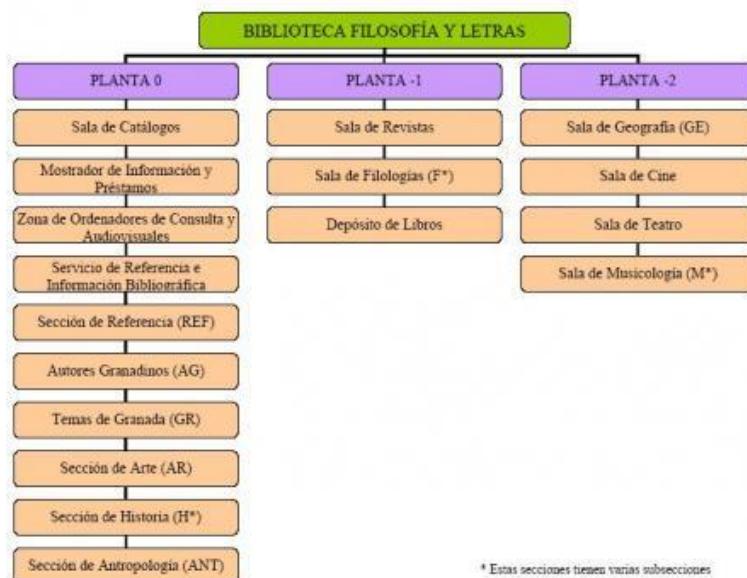 BIBLIOTECA FILOSOFÍA Y LETRAS
PLANTA 0
Sala de Catálogos
Mostrador de Información y
Préstamos
Zona de Ordenadores de Consulta y
Audiovisuales
Servicio de Referencia e
Información Bibliográfica
Sección de Referencia (REF)
Autores Granadinos (AG)
Temas de Granada (GR)
Sección de Arte (AR)
Sección de Historia (H*)
Sección de Antropología (ANT)
PLANTA -1
Sala de Revistas
Sala de Filologías (F*)
Depósito de Libros
PLANTA -2
Sala de Geografía (GE)
Sala de Cine
Sala de Teatro
Sala de Musicología (M*)
* Estas secciones tienen varias subsecciones